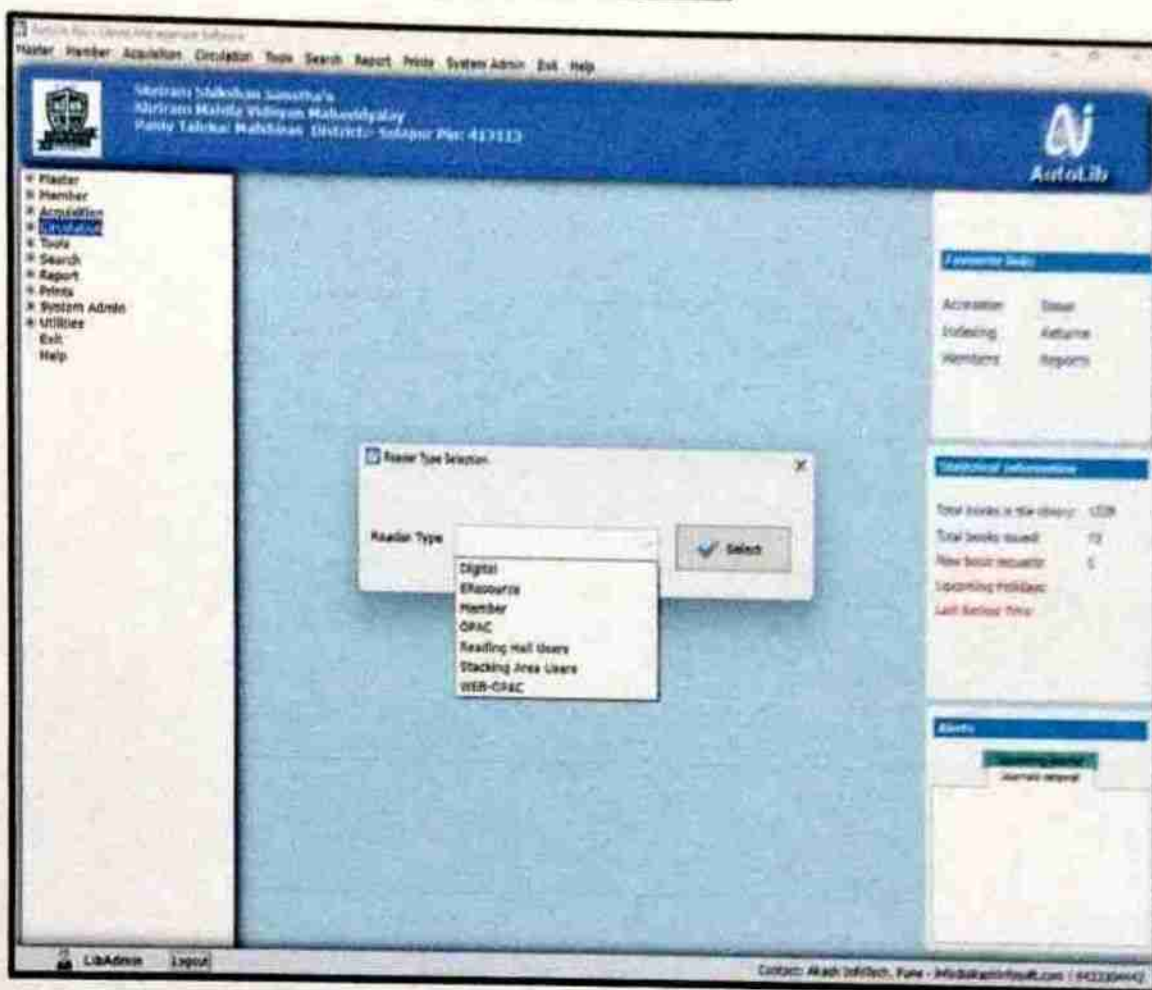 Library Management Software
Master Member Acquisition Circulation Tools Search Report Prints System Admin Exit Help
Shriram Shikshan Sanstha's
Shriram Mahila Vidnyan Mahavidyalay
Paniv Taluka: Malshiras District:- Solapur Pin: 413113
AutoLib
Master
Member
Acquisition
Circulation
Tools
Search
Report
Prints
System Admin
Utilities
Exit
Help
Favourite links
Accession Issue
Indexing Returns
Members Reports
Reader Type Selection
Reader Type
Select
Digital
EResource
Member
OPAC
Reading Hall Users
Stacking Area Users
WEB-OPAC
Statistical information
Total books in the library:
Total books issued:
New book requests:
Upcoming Holidays:
Last Backup Time:
Alerts
Journals renewal
LibAdmin Logout
Contact: Akash Infotech, Pune -